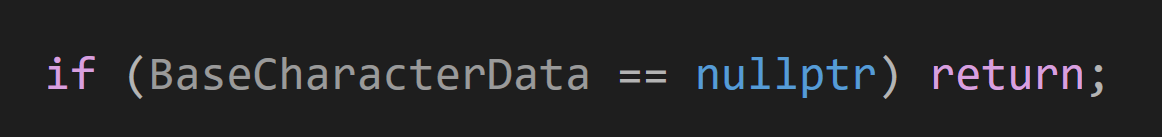 if (BaseCharacterData == nullptr) return;